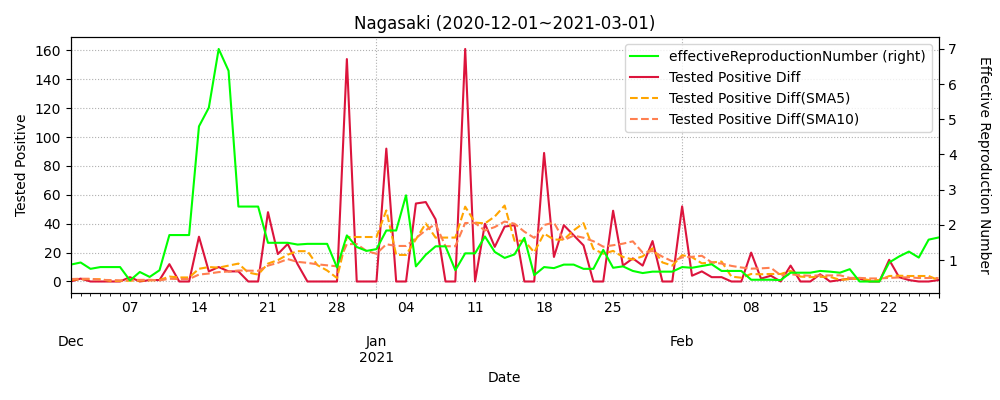 Nagasaki (2020-12-01~2021-03-01)
effectiveReproductionNumber (right)
Tested Positive Diff
Tested Positive Diff(SMA5)
Tested Positive Diff(SMA10)
Tested Positive
160
140
120
100
80
60
40
20
0
7
6
5
4
3
2
1
Effective Reproduction Number
07 14 21 28 04 11 18 25 08 15 22
Dec Jan Feb
2021
Date